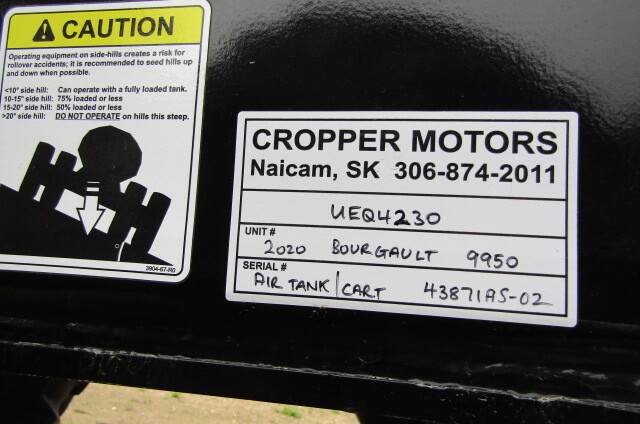 CAUTION
Operating equipment on side-hills creates a risk for
rollover accidents; it is recommended to seed hills up
and down when possible.
<10° side hill: Can operate with a fully loaded tank.
10-15° side hill: 75% loaded or less
15-20° side hill: 50% loaded or less
>20° side hill: DO NOT OPERATE on hills this steep.
3904-67-R0
CROPPER MOTORS
Naicam, SK 306-874-2011
UEQ4230
UNIT #
2020 BOURGAULT 9950
SERIAL #
AIR TANK/CART 43871AS-02